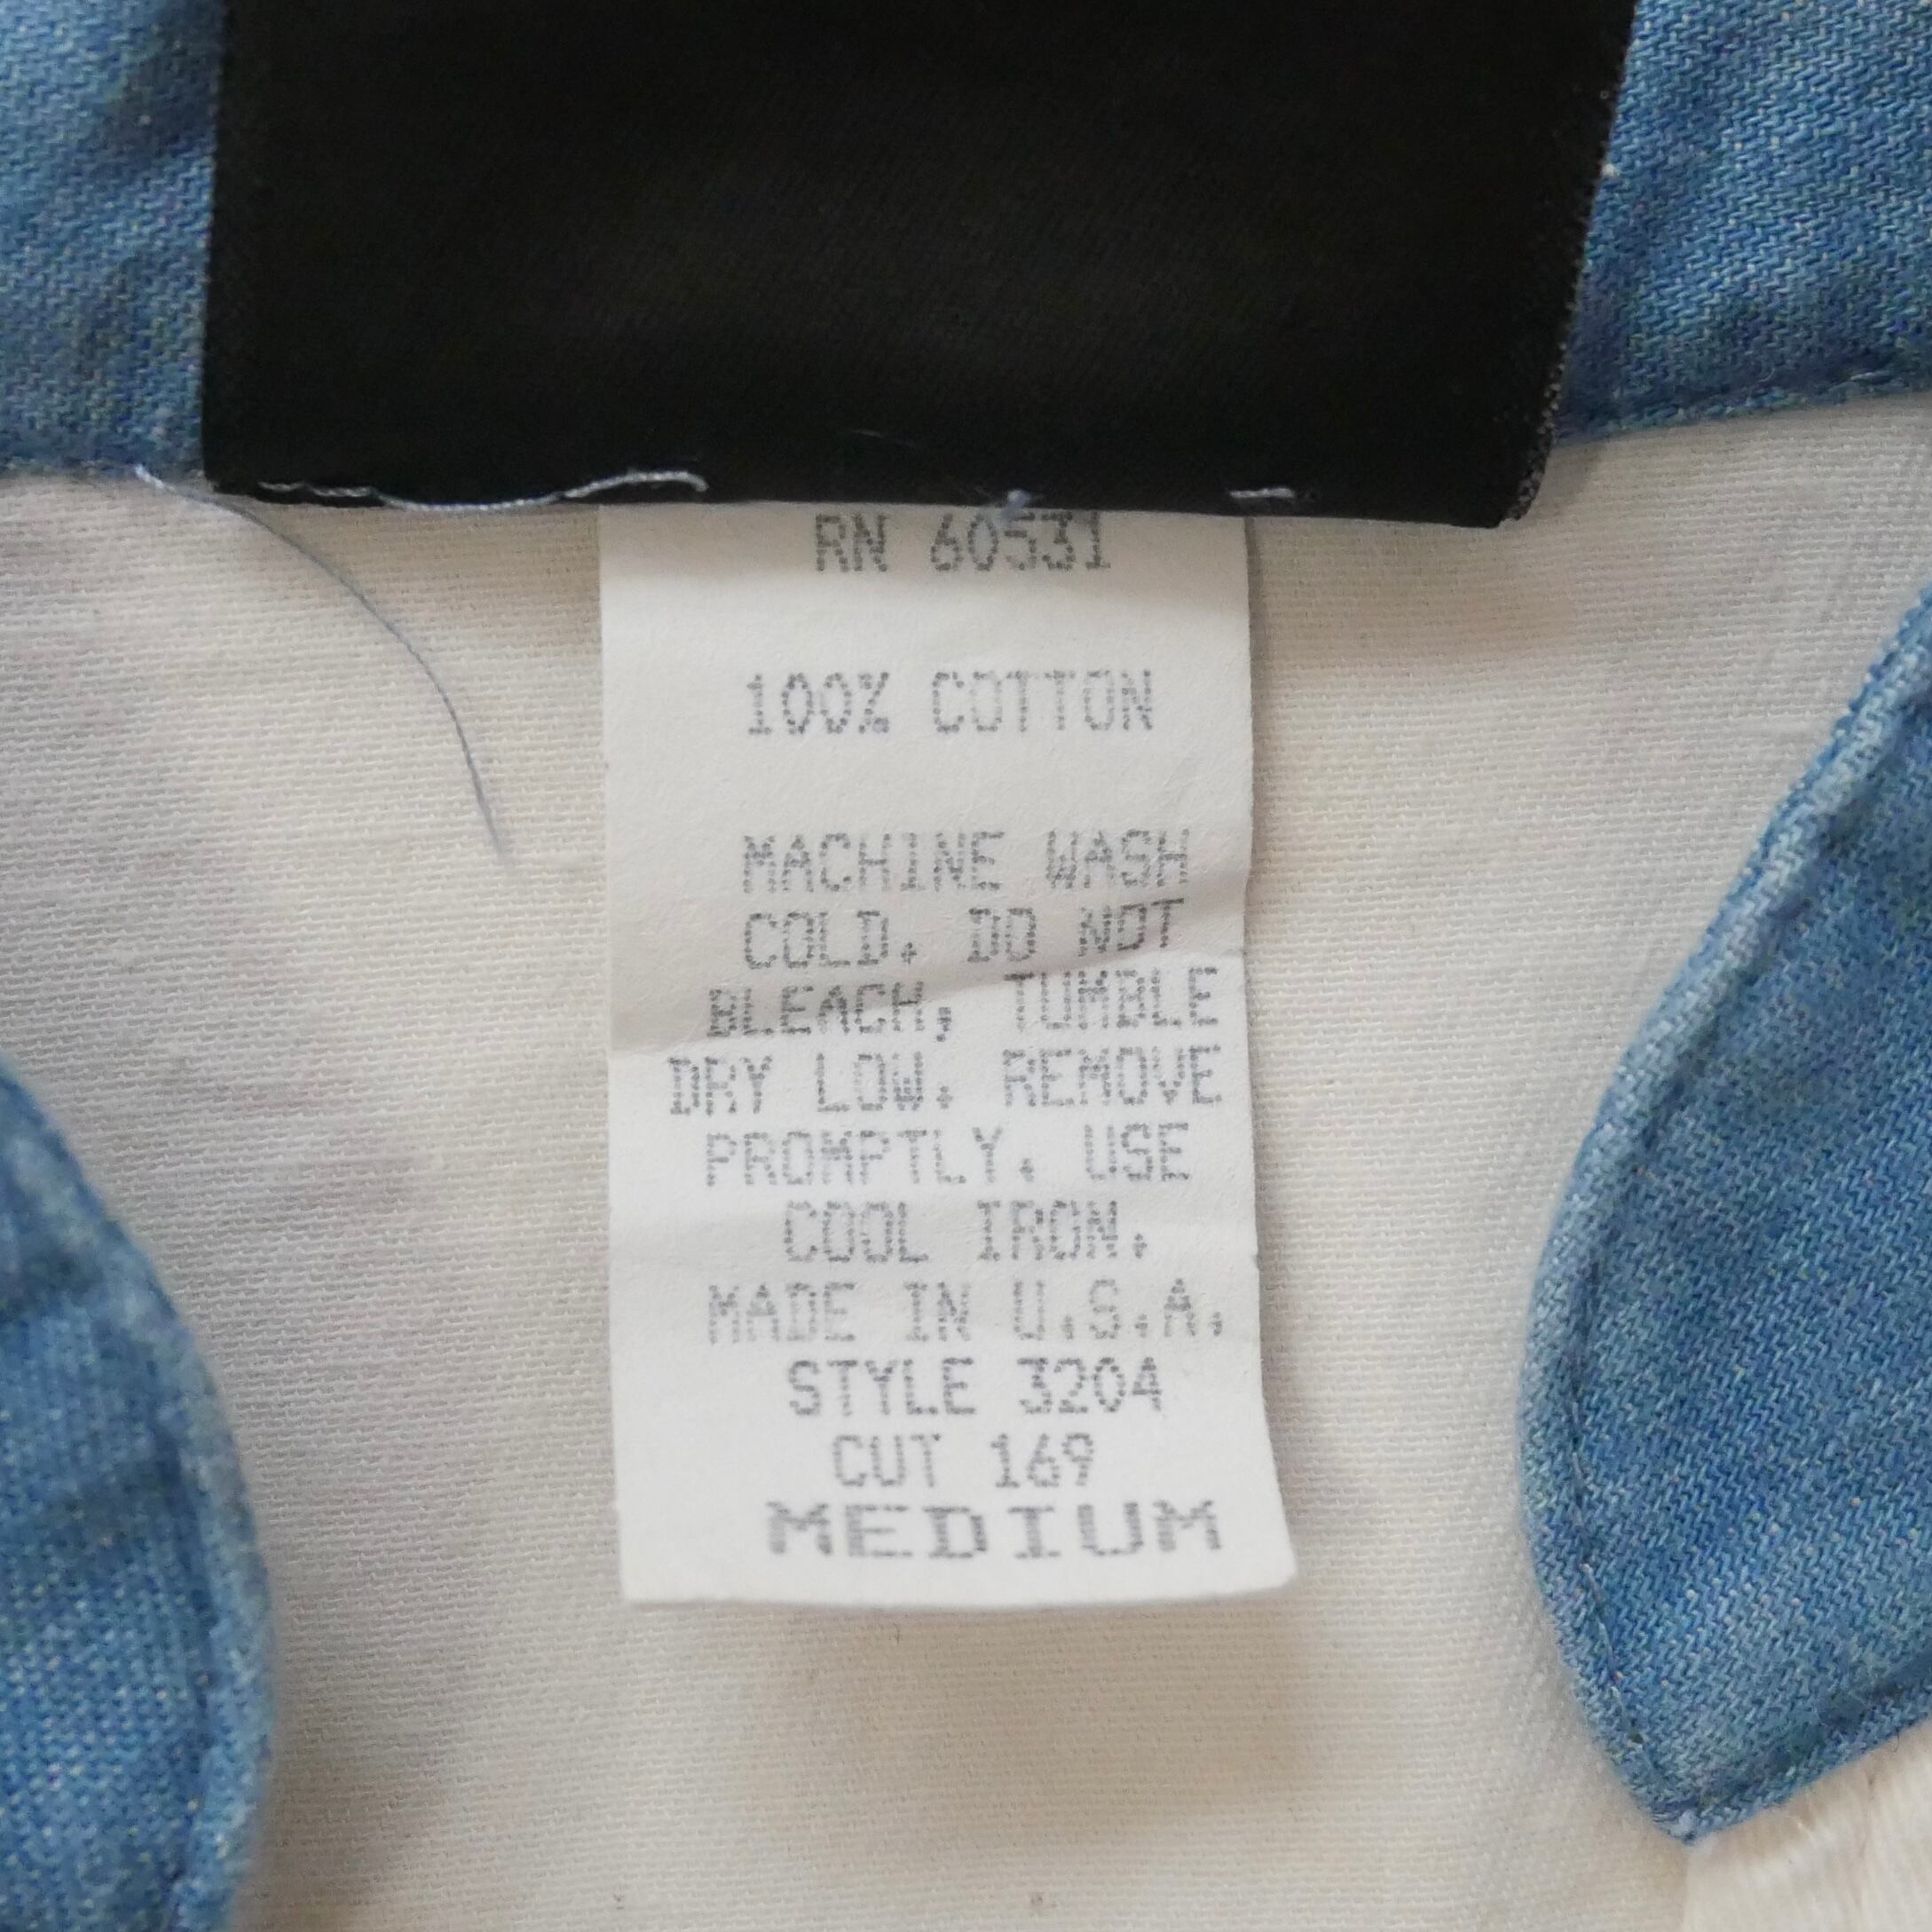 RN 60531
100% COTTON
MACHINE WASH
COLD. DO NOT
BLEACH. TUMBLE
DRY LOW. REMOVE
PROMPTLY. USE
COOL IRON.
MADE IN U.S.A.
STYLE 3204
CUT 169
MEDIUM